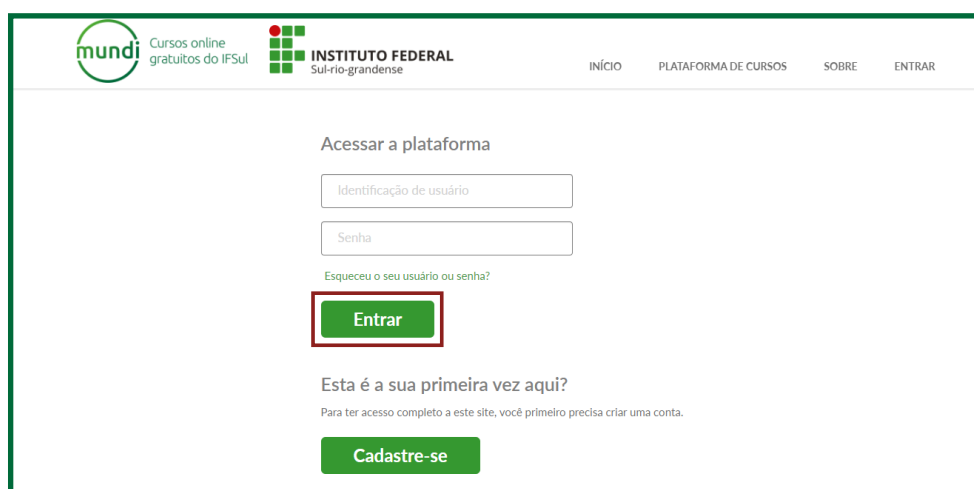 mundi
Cursos online
gratuitos do IFSul
INSTITUTO FEDERAL
Sul-rio-grandense
INÍCIO PLATAFORMA DE CURSOS SOBRE ENTRAR
Acessar a plataforma
Identificação de usuário
Senha
Esqueceu o seu usuário ou senha?
Entrar
Esta é a sua primeira vez aqui?
Para ter acesso completo a este site, você primeiro precisa criar uma conta.
Cadastre-se